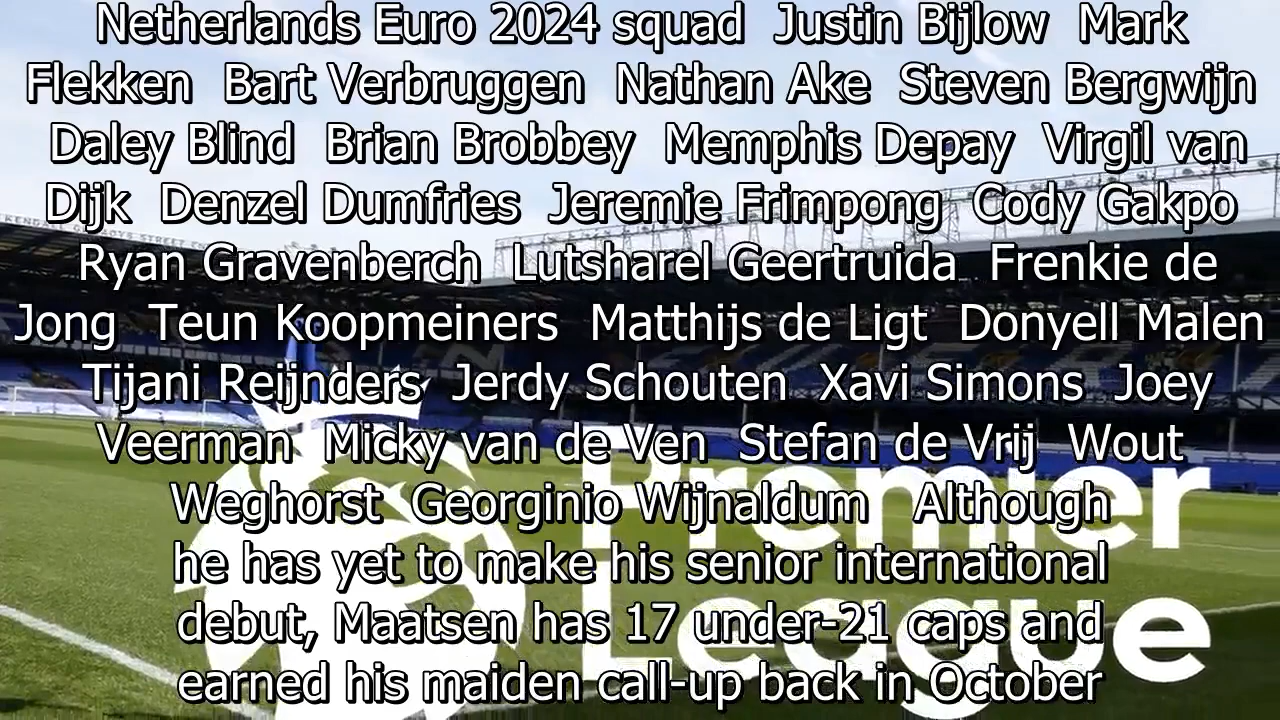 Netherlands Euro 2024 squad Justin Bijlow Mark
Flekken Bart Verbruggen Nathan Ake Steven Bergwijn
Daley Blind Brian Brobbey Memphis Depay Virgil van
Dijk Denzel Dumfries Jeremie Frimpong Cody Gakpo
Ryan Gravenberch Lutsharel Geertruida Frenkie de
Jong Teun Koopmeiners Matthijs de Ligt Donyell Malen
Tijani Reijnders Jerdy Schouten Xavi Simons Joey
Veerman Micky van de Ven Stefan de Vrij Wout
Weghorst Georginio Wijnaldum Although
he has yet to make his senior international
debut, Maatsen has 17 under-21 caps and
earned his maiden call-up back in October
Premier
League